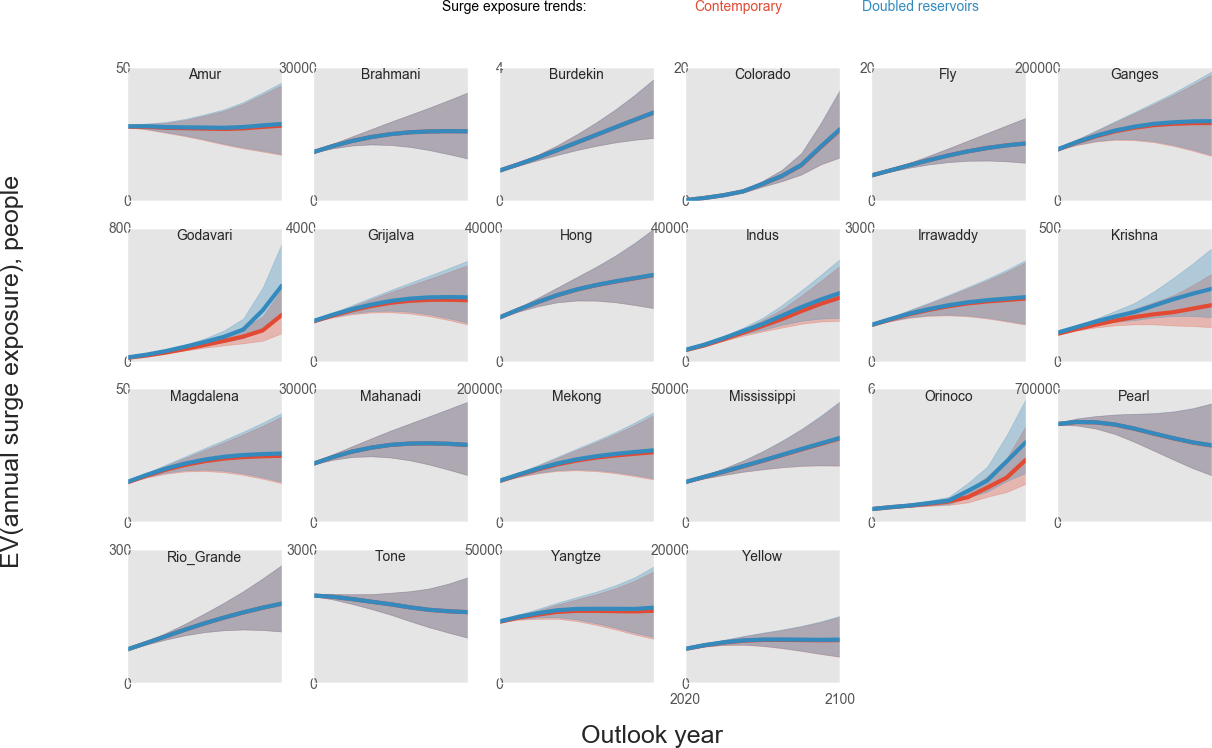 Surge exposure trends: Contemporary Doubled reservoirs
50 Amur 30000 Brahmani 4 Burdekin 20 Colorado 20 Fly 200000 Ganges
0 0 0 0 0 0
800 Godavari 4000 Grijalva 40000 Hong 40000 Indus 3000 Irrawaddy 500 Krishna
0 0 0 0 0 0
50 Magdalena 30000 Mahanadi 200000 Mekong 50000 Mississippi 6 Orinoco 700000 Pearl
0 0 0 0 0 0
300 Rio_Grande 3000 Tone 50000 Yangtze 20000 Yellow
0 0 0 0
2020 2100
EV(annual surge exposure), people
Outlook year